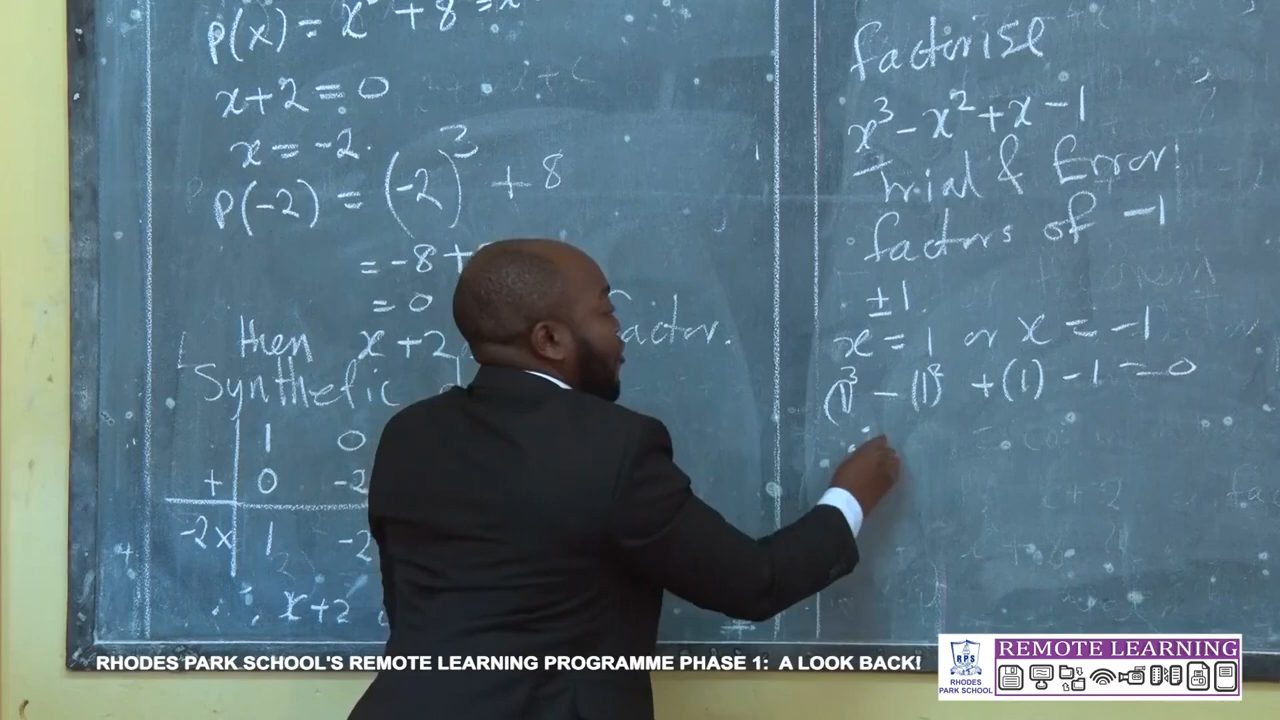 P(x) = x³ + 8 = x
x+2 = 0
x = -2.
P(-2) = (-2)³ + 8
= -8 +
= 0
then x+2 factor.
Synthetic
1 0
+ 0 -2
-2x 1 -2
∴ x+2
factorise
x³ - x² + x - 1
Trial & Error
factors of -1
±1.
x = 1 or x = -1
(1)³ - (1)² + (1) - 1 = 0
RHODES PARK SCHOOL'S REMOTE LEARNING PROGRAMME PHASE 1: A LOOK BACK!
RPS
RHODES
PARK SCHOOL
REMOTE LEARNING